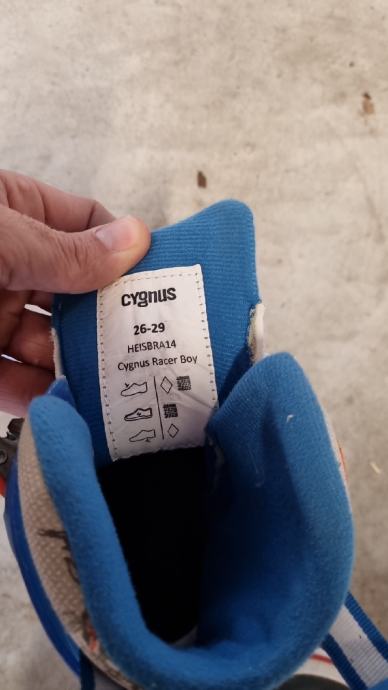 cygnus
26-29
HEISBRA14
Cygnus Racer Boy